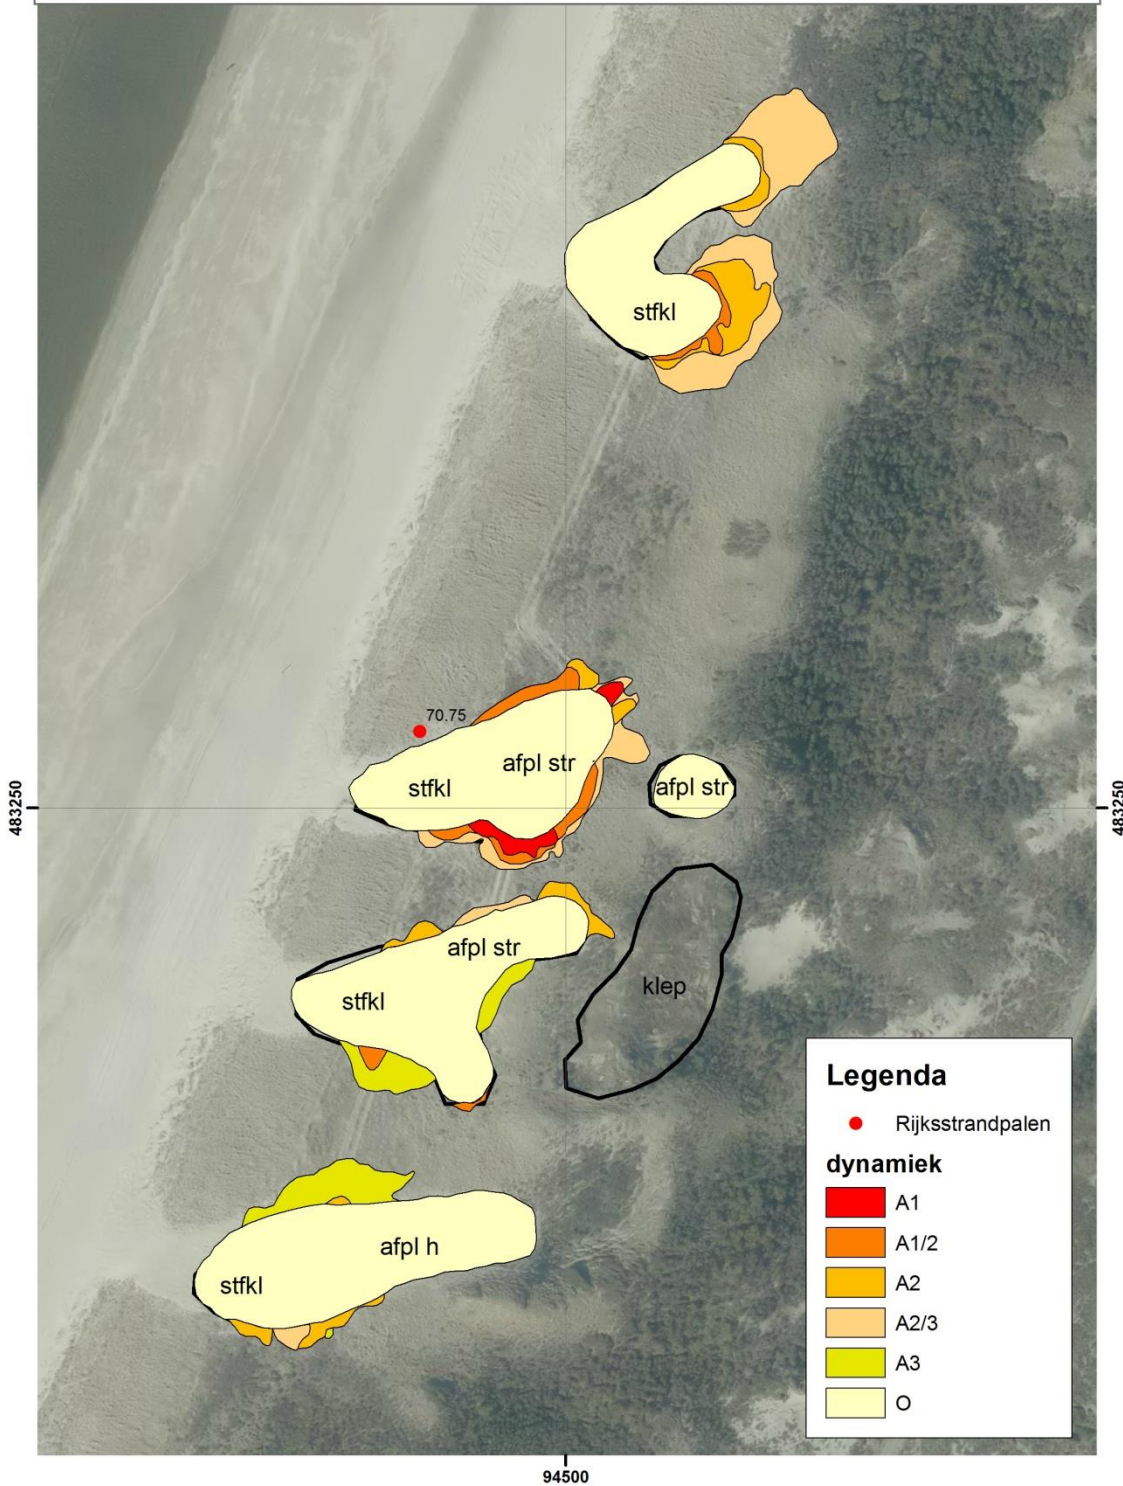 stfkl
70.75
afpl str
stfkl
afpl str
483250
483250
afpl str
klep
stfkl
afpl h
stfkl
Legenda
Rijksstrandpalen
dynamiek
A1
A1/2
A2
A2/3
A3
O
94500